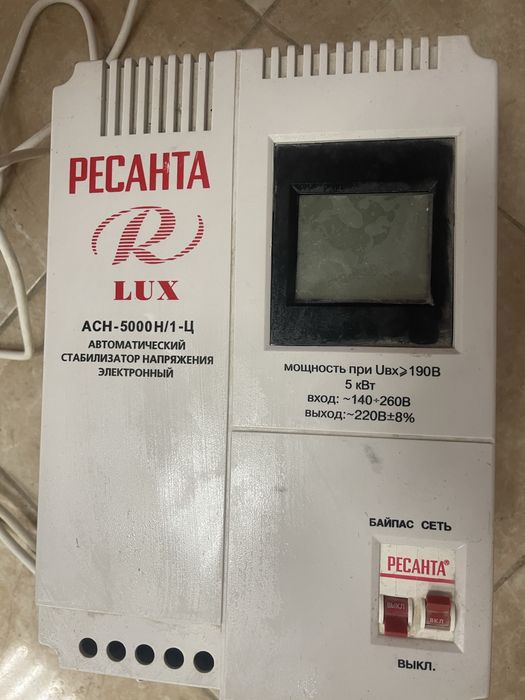 РЕСАНТА
R
LUX
АСН-5000Н/1-Ц
АВТОМАТИЧЕСКИЙ
СТАБИЛИЗАТОР НАПРЯЖЕНИЯ
ЭЛЕКТРОННЫЙ
мощность при Uвх⩾190В
5 кВт
вход: ~140÷260В
выход:~220В±8%
БАЙПАС СЕТЬ
РЕСАНТА®
ВЫКЛ
ВКЛ
ВЫКЛ.